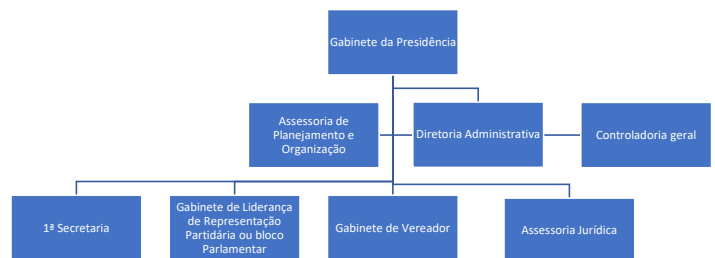 Gabinete da Presidência
Assessoria de
Planejamento e
Organização
Diretoria Administrativa
Controladoria geral
1ª Secretaria
Gabinete de Liderança
de Representação
Partidária ou bloco
Parlamentar
Gabinete de Vereador
Assessoria Jurídica